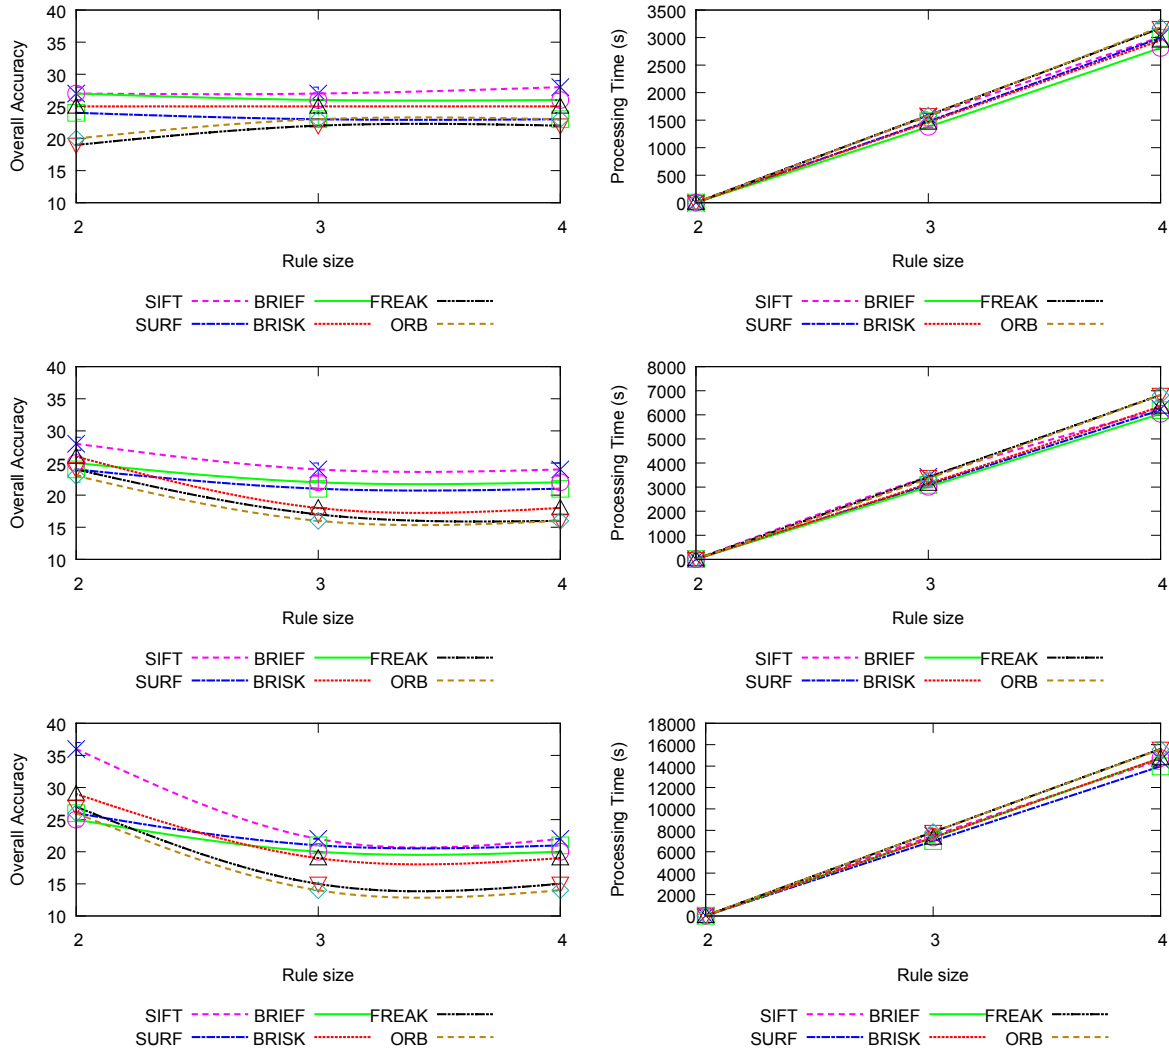 40
35
30
25
20
15
10
Overall Accuracy
2 3 4
Rule size
SIFT BRIEF FREAK
SURF BRISK ORB
3500
3000
2500
2000
1500
1000
500
0
Processing Time (s)
2 3 4
Rule size
SIFT BRIEF FREAK
SURF BRISK ORB
40
35
30
25
20
15
10
Overall Accuracy
2 3 4
Rule size
SIFT BRIEF FREAK
SURF BRISK ORB
8000
7000
6000
5000
4000
3000
2000
1000
0
Processing Time (s)
2 3 4
Rule size
SIFT BRIEF FREAK
SURF BRISK ORB
40
35
30
25
20
15
10
Overall Accuracy
2 3 4
Rule size
SIFT BRIEF FREAK
SURF BRISK ORB
18000
16000
14000
12000
10000
8000
6000
4000
2000
0
Processing Time (s)
2 3 4
Rule size
SIFT BRIEF FREAK
SURF BRISK ORB